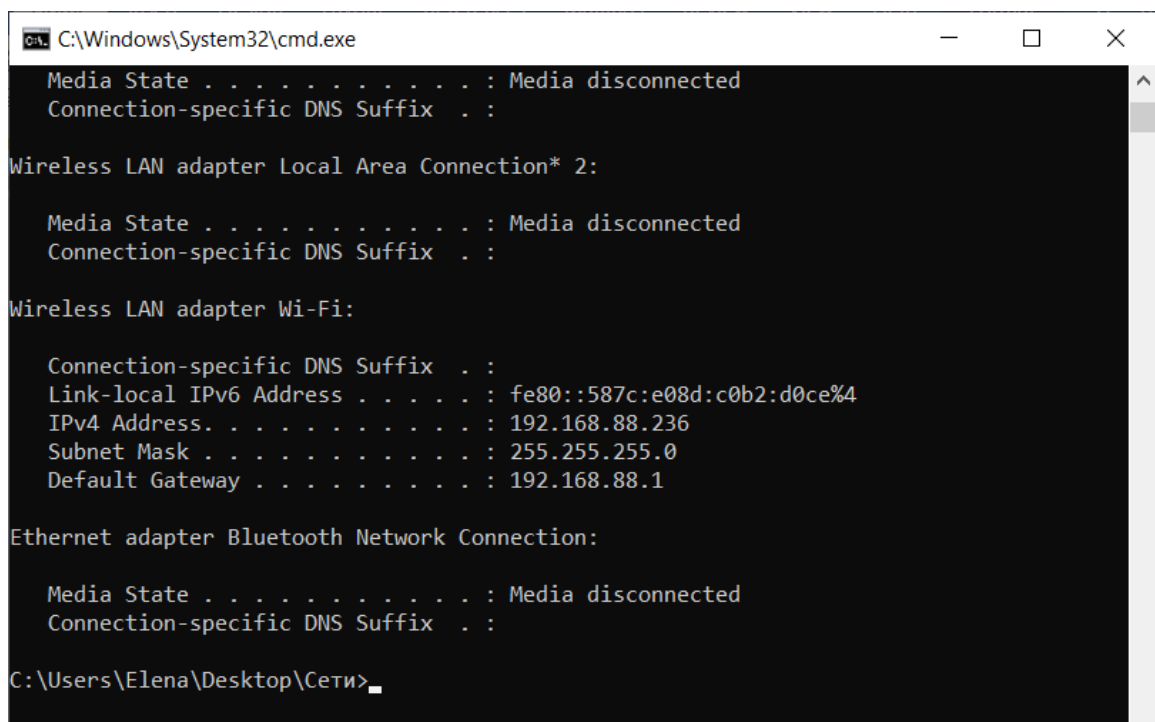 C:\Windows\System32\cmd.exe
Media State . . . . . . . . . . . : Media disconnected
Connection-specific DNS Suffix  . :
Wireless LAN adapter Local Area Connection* 2:
Media State . . . . . . . . . . . : Media disconnected
Connection-specific DNS Suffix  . :
Wireless LAN adapter Wi-Fi:
Connection-specific DNS Suffix  . :
Link-local IPv6 Address . . . . . : fe80::587c:e08d:c0b2:d0ce%4
IPv4 Address. . . . . . . . . . . : 192.168.88.236
Subnet Mask . . . . . . . . . . . : 255.255.255.0
Default Gateway . . . . . . . . . : 192.168.88.1
Ethernet adapter Bluetooth Network Connection:
Media State . . . . . . . . . . . : Media disconnected
Connection-specific DNS Suffix  . :
C:\Users\Elena\Desktop\Сети>